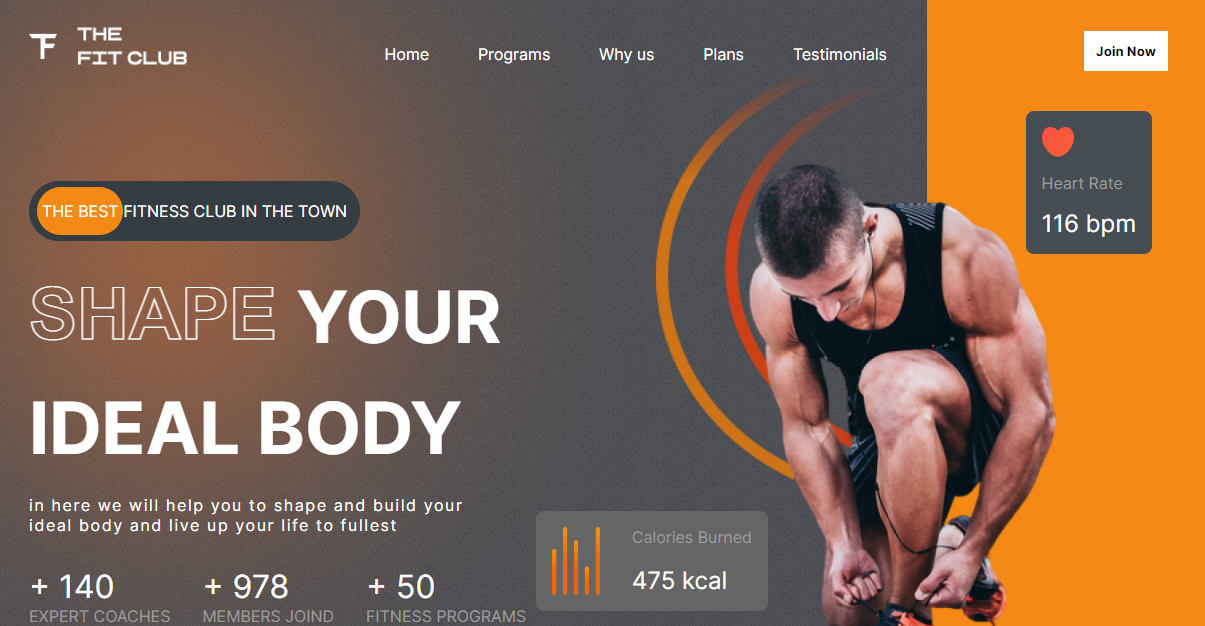 THE
FIT CLUB
Home Programs Why us Plans Testimonials
Join Now
Heart Rate
116 bpm
THE BEST FITNESS CLUB IN THE TOWN
SHAPE YOUR
IDEAL BODY
in here we will help you to shape and build your
ideal body and live up your life to fullest
+ 140
EXPERT COACHES
+ 978
MEMBERS JOIND
+ 50
FITNESS PROGRAMS
Calories Burned
475 kcal